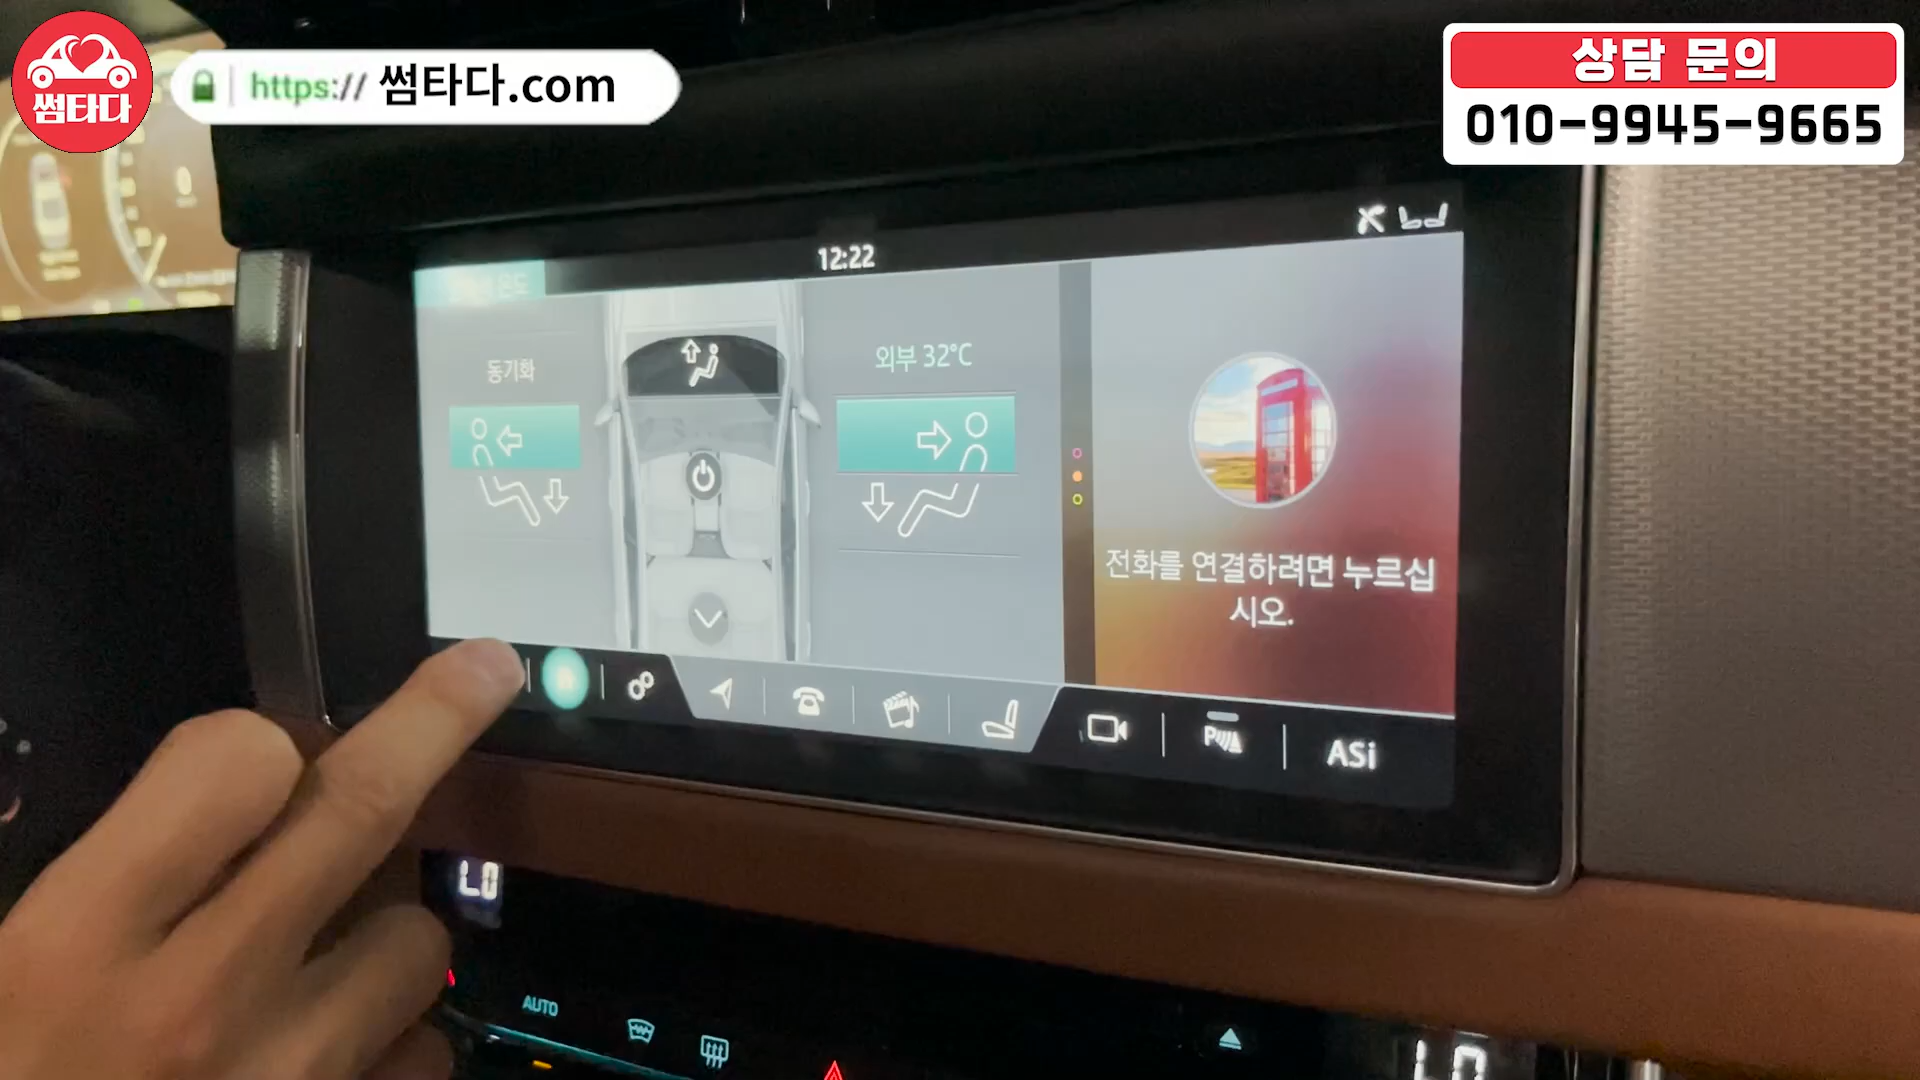 썸타다
https:// 썸타다.com
상담 문의
010-9945-9665
12:22
온도
동기화
외부 32°C
전화를 연결하려면 누르십
시오.
ASi
LO
AUTO
LO